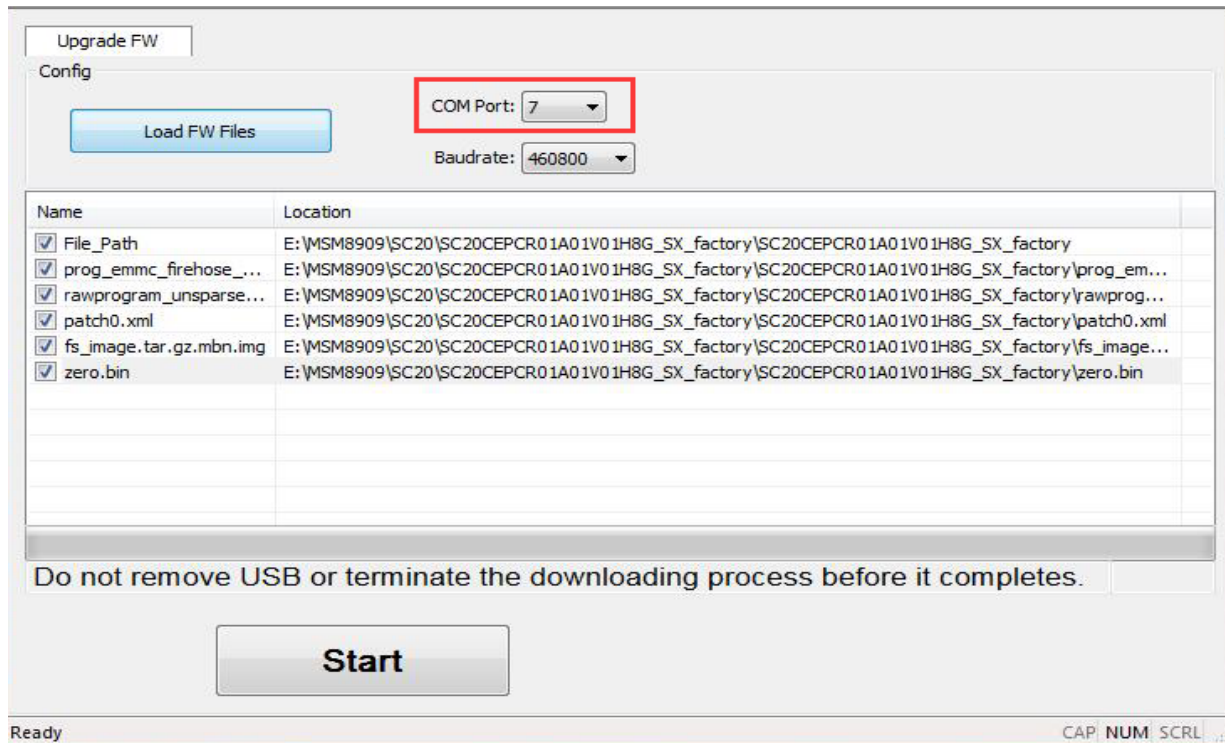 Upgrade FW
Config
Load FW Files
COM Port: 7
Baudrate: 460800
Name Location
File_Path E:\MSM8909\SC20\SC20CEPCR01A01V01H8G_SX_factory\SC20CEPCR01A01V01H8G_SX_factory
prog_emmc_firehose_... E:\MSM8909\SC20\SC20CEPCR01A01V01H8G_SX_factory\SC20CEPCR01A01V01H8G_SX_factory\prog_em...
rawprogram_unsparse... E:\MSM8909\SC20\SC20CEPCR01A01V01H8G_SX_factory\SC20CEPCR01A01V01H8G_SX_factory\rawprog...
patch0.xml E:\MSM8909\SC20\SC20CEPCR01A01V01H8G_SX_factory\SC20CEPCR01A01V01H8G_SX_factory\patch0.xml
fs_image.tar.gz.mbn.img E:\MSM8909\SC20\SC20CEPCR01A01V01H8G_SX_factory\SC20CEPCR01A01V01H8G_SX_factory\fs_image...
zero.bin E:\MSM8909\SC20\SC20CEPCR01A01V01H8G_SX_factory\SC20CEPCR01A01V01H8G_SX_factory\zero.bin
Do not remove USB or terminate the downloading process before it completes.
Start
Ready CAP NUM SCRL